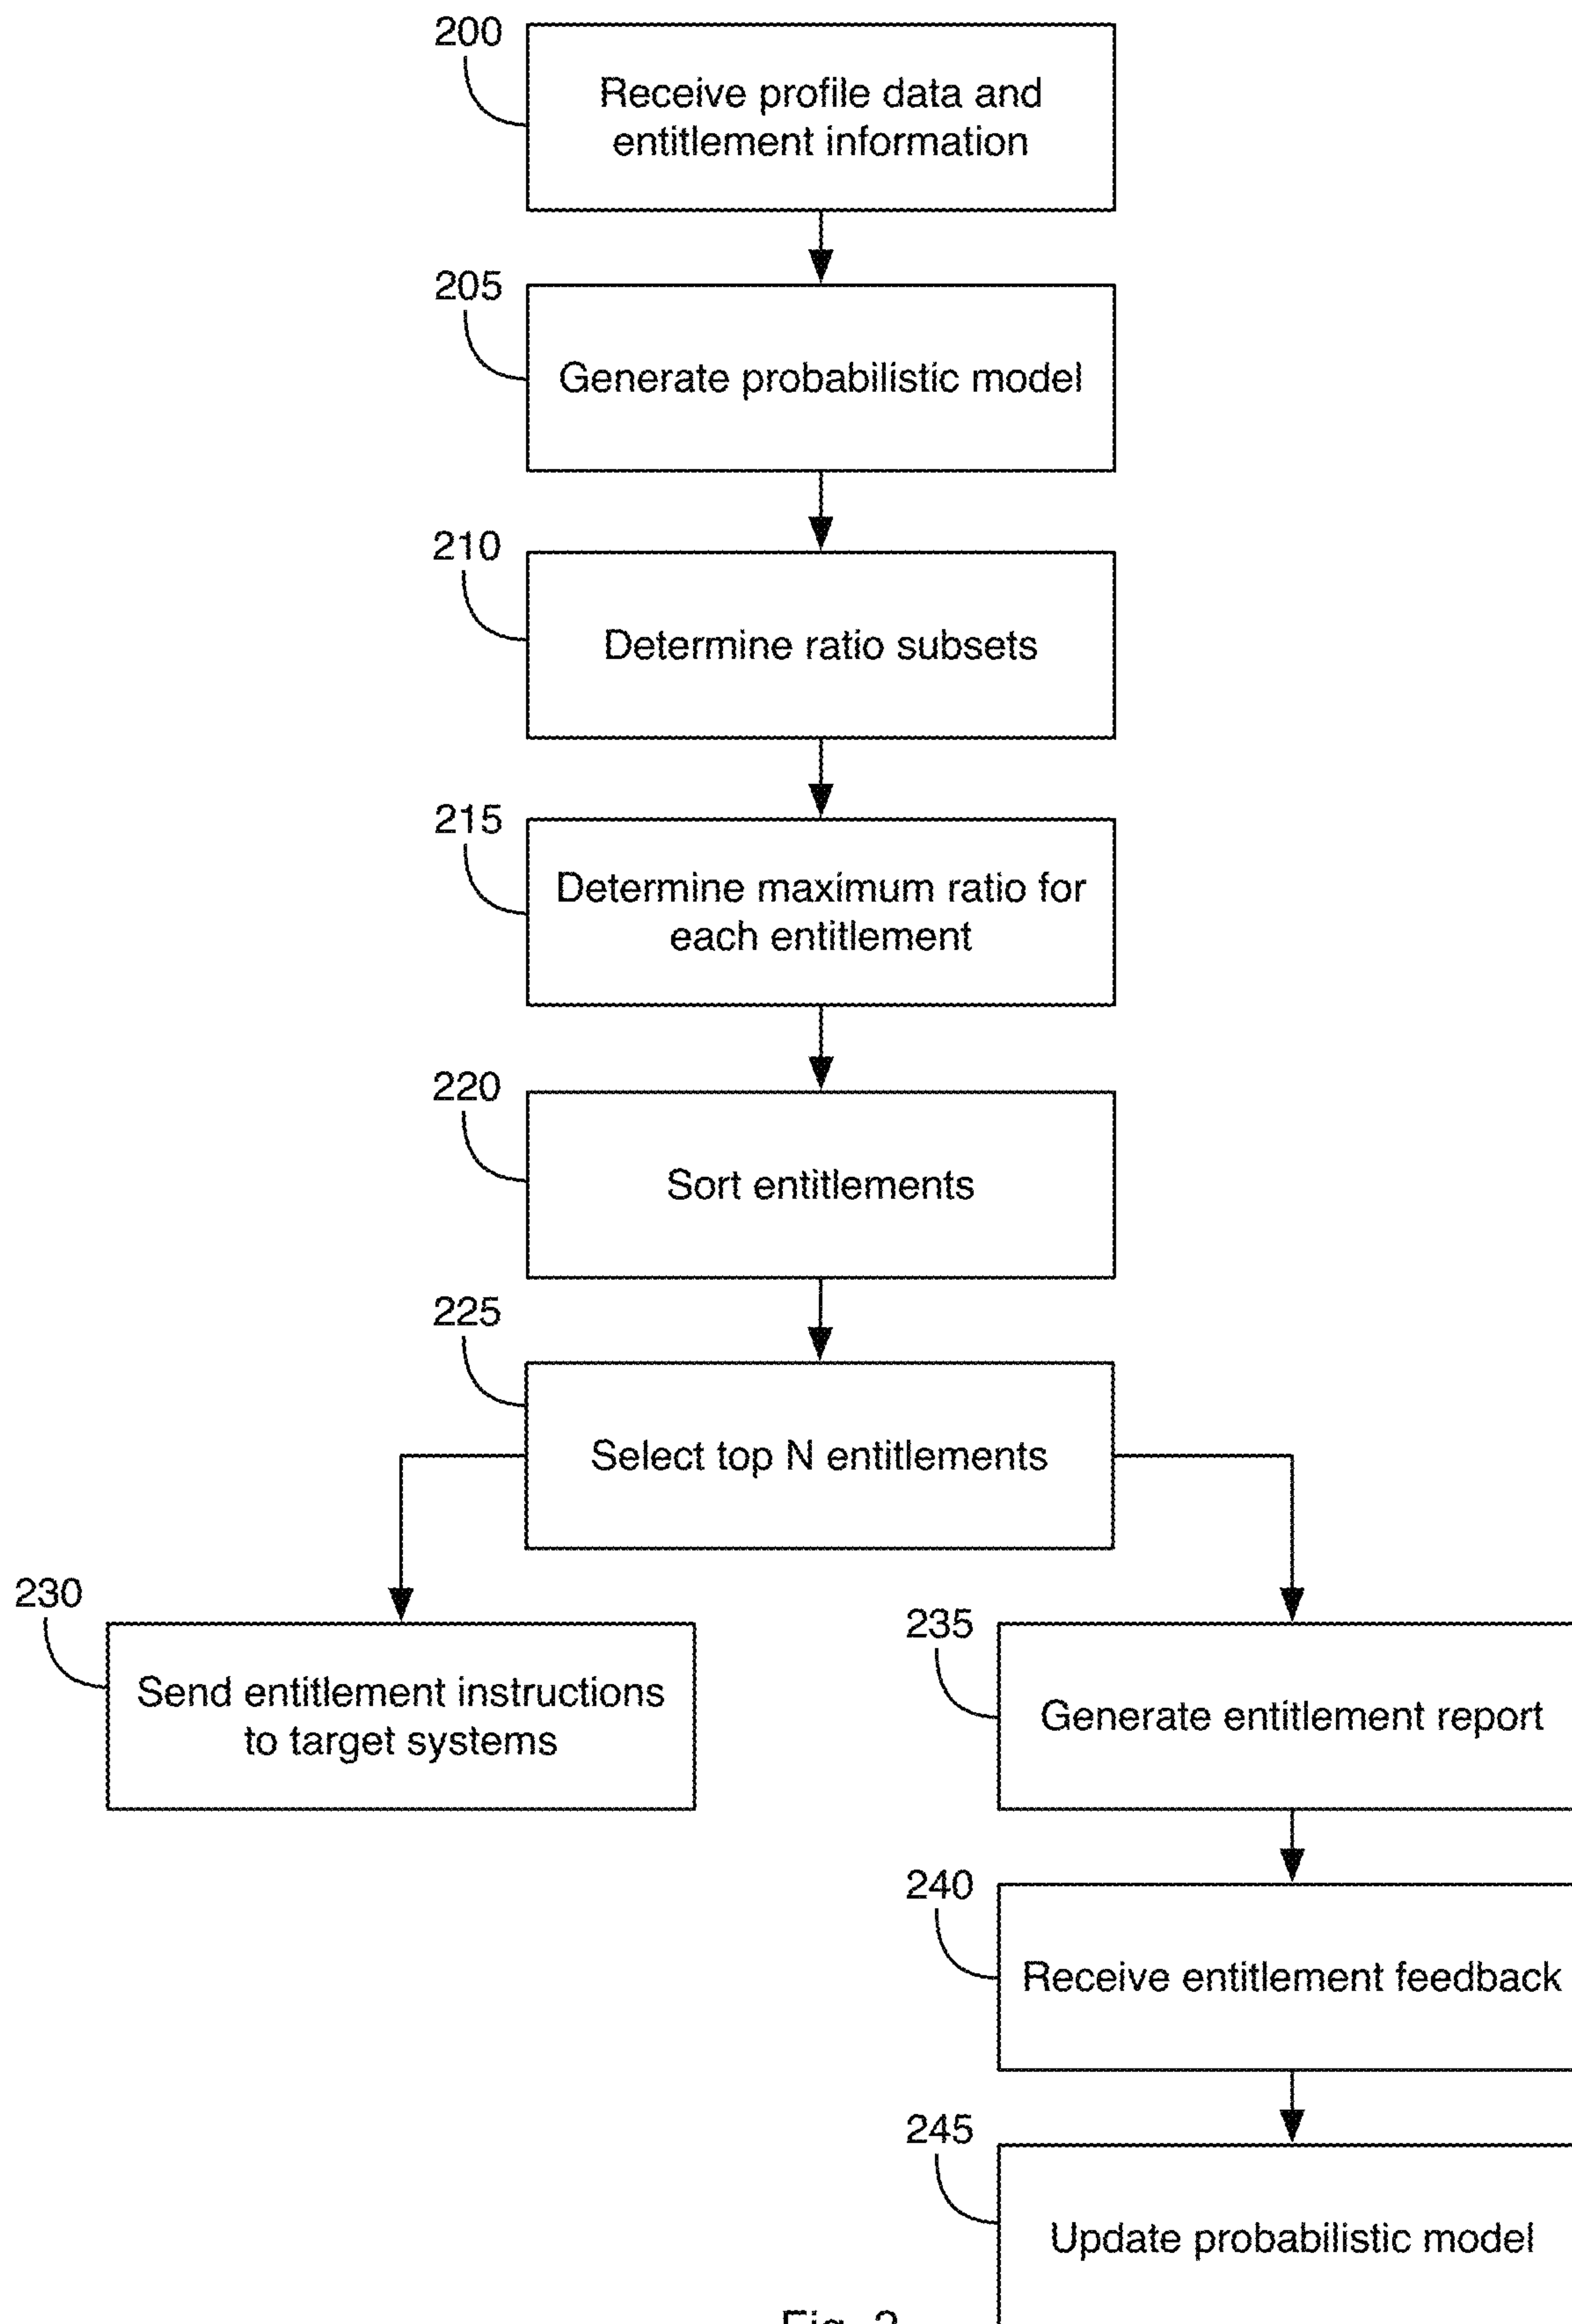 200
Receive profile data and
entitlement information
205
Generate probabilistic model
210
Determine ratio subsets
215
Determine maximum ratio for
each entitlement
220
Sort entitlements
225
Select top N entitlements
230
Send entitlement instructions
to target systems
235
Generate entitlement report
240
Receive entitlement feedback
245
Update probabilistic model
Fig.